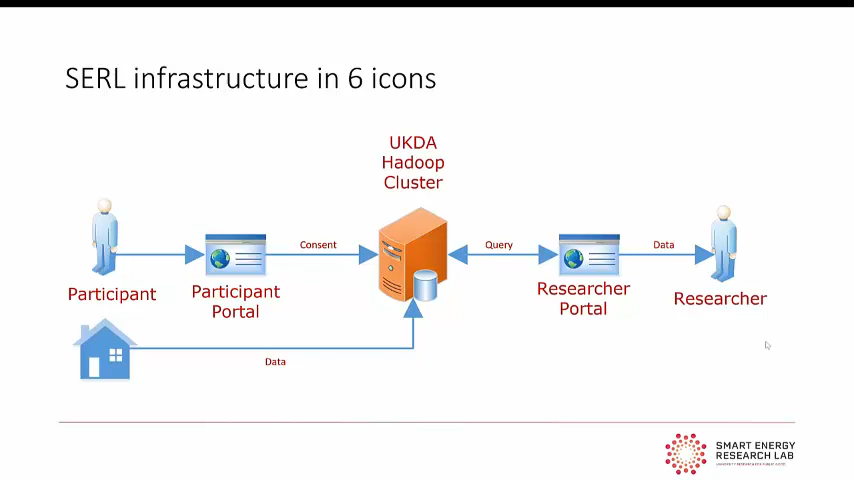 SERL infrastructure in 6 icons
UKDA
Hadoop
Cluster
Consent
Query
Data
Participant
Participant
Portal
Researcher
Portal
Researcher
Data
SMART ENERGY
RESEARCH LAB